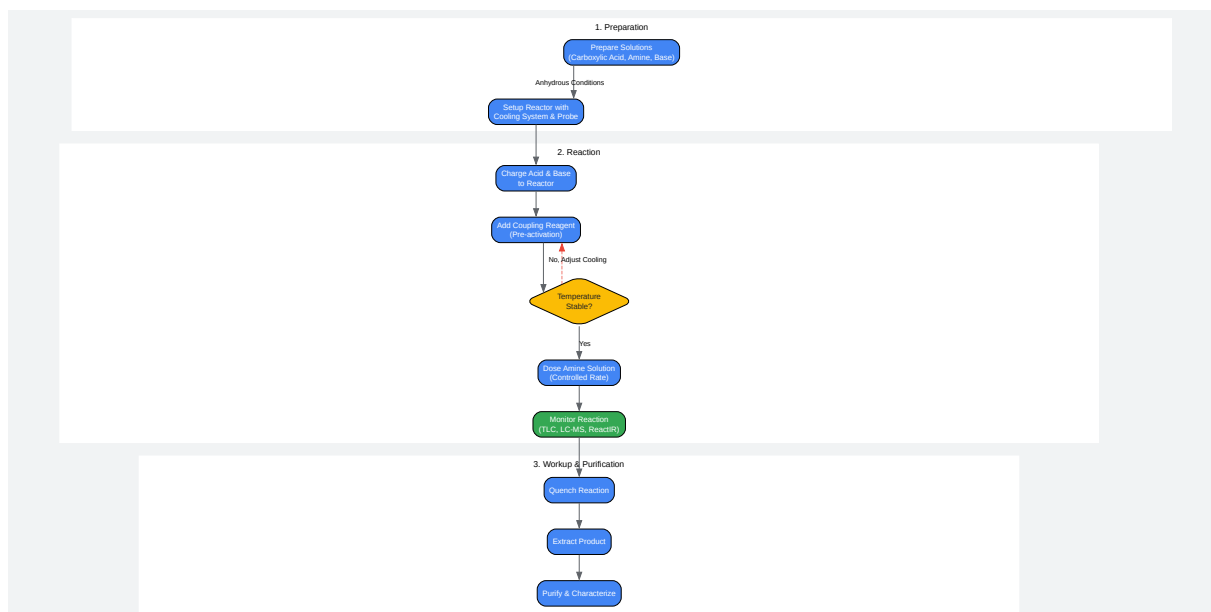 1. Preparation
Prepare Solutions
(Carboxylic Acid, Amine, Base)
Anhydrous Conditions
Setup Reactor with
Cooling System & Probe
2. Reaction
Charge Acid & Base
to Reactor
Add Coupling Reagent
(Pre-activation)
No, Adjust Cooling
Temperature
Stable?
Yes
Dose Amine Solution
(Controlled Rate)
Monitor Reaction
(TLC, LC-MS, ReactIR)
3. Workup & Purification
Quench Reaction
Extract Product
Purify & Characterize